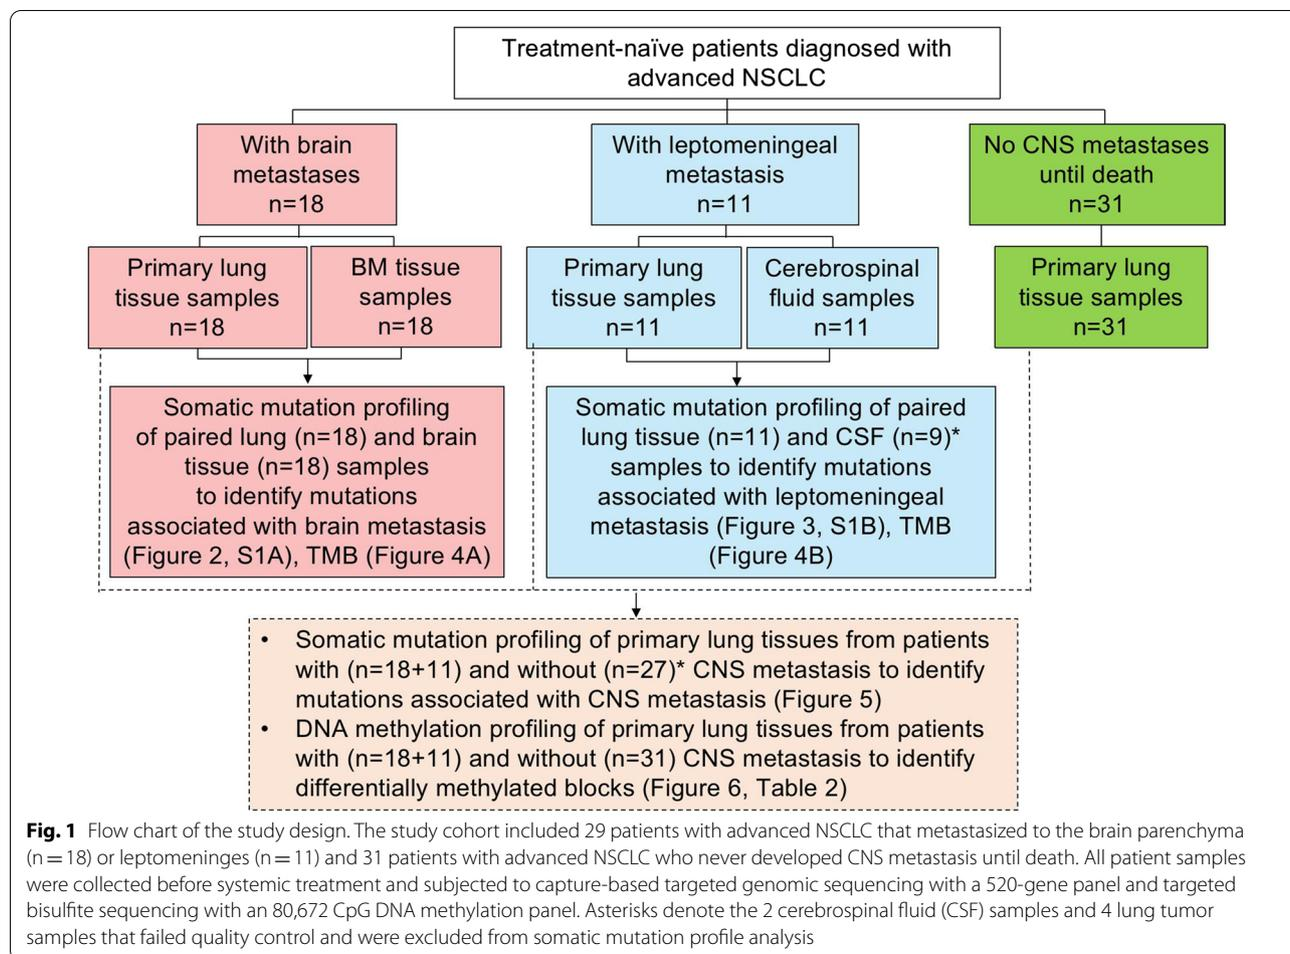 Treatment-naïve patients diagnosed with
advanced NSCLC
With brain
metastases
n=18
With leptomeningeal
metastasis
n=11
No CNS metastases
until death
n=31
Primary lung
tissue samples
n=18
BM tissue
samples
n=18
Primary lung
tissue samples
n=11
Cerebrospinal
fluid samples
n=11
Primary lung
tissue samples
n=31
Somatic mutation profiling
of paired lung (n=18) and brain
tissue (n=18) samples
to identify mutations
associated with brain metastasis
(Figure 2, S1A), TMB (Figure 4A)
Somatic mutation profiling of paired
lung tissue (n=11) and CSF (n=9)*
samples to identify mutations
associated with leptomeningeal
metastasis (Figure 3, S1B), TMB
(Figure 4B)
• Somatic mutation profiling of primary lung tissues from patients
with (n=18+11) and without (n=27)* CNS metastasis to identify
mutations associated with CNS metastasis (Figure 5)
• DNA methylation profiling of primary lung tissues from patients
with (n=18+11) and without (n=31) CNS metastasis to identify
differentially methylated blocks (Figure 6, Table 2)
Fig. 1 Flow chart of the study design. The study cohort included 29 patients with advanced NSCLC that metastasized to the brain parenchyma
(n = 18) or leptomeninges (n = 11) and 31 patients with advanced NSCLC who never developed CNS metastasis until death. All patient samples
were collected before systemic treatment and subjected to capture-based targeted genomic sequencing with a 520-gene panel and targeted
bisulfite sequencing with an 80,672 CpG DNA methylation panel. Asterisks denote the 2 cerebrospinal fluid (CSF) samples and 4 lung tumor
samples that failed quality control and were excluded from somatic mutation profile analysis